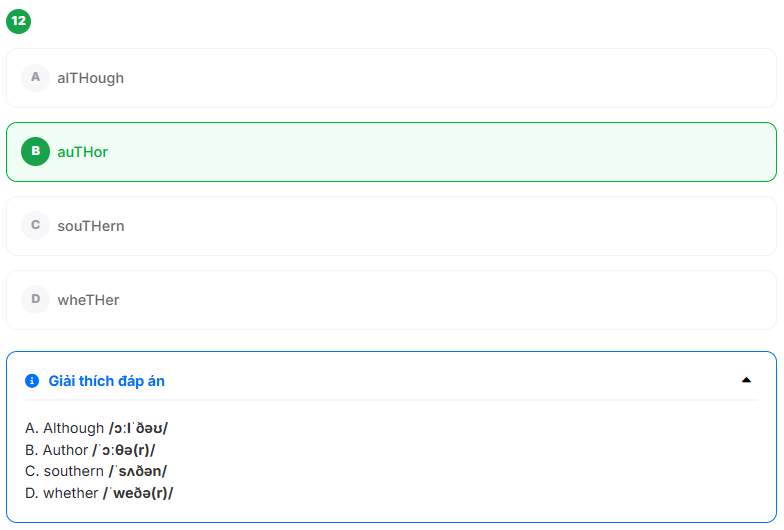 12
A alTHough
B auTHor
C souTHern
D wheTHer
Giải thích đáp án
A. Although /ɔːlˈðəʊ/
B. Author /ˈɔːθə(r)/
C. southern /ˈsʌðən/
D. whether /ˈweðə(r)/